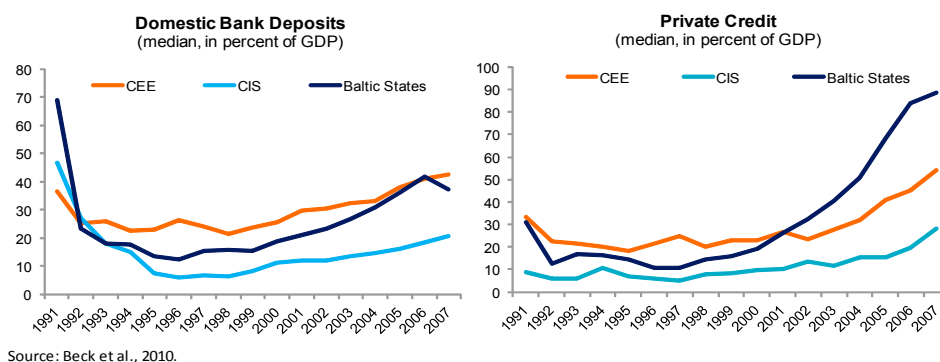 Domestic Bank Deposits
(median, in percent of GDP)
80
70
60
50
40
30
20
10
0
CEE CIS Baltic States
1991 1992 1993 1994 1995 1996 1997 1998 1999 2000 2001 2002 2003 2004 2005 2006 2007
Private Credit
(median, in percent of GDP)
100
90
80
70
60
50
40
30
20
10
0
CEE CIS Baltic States
1991 1992 1993 1994 1995 1996 1997 1998 1999 2000 2001 2002 2003 2004 2005 2006 2007
Source: Beck et al., 2010.